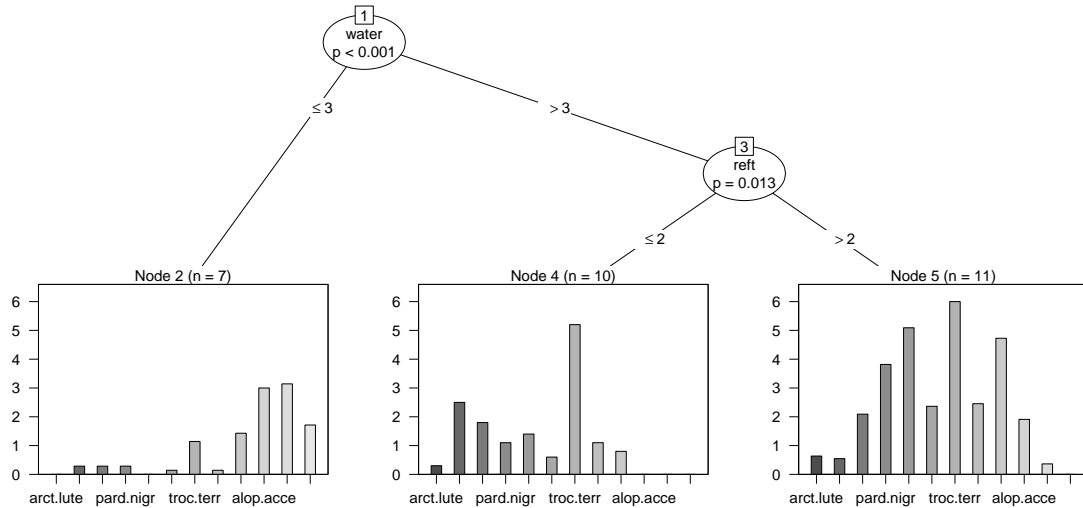 1
water
p < 0.001
≤ 3
> 3
3
reft
p = 0.013
≤ 2
> 2
Node 2 (n = 7)
6
5
4
3
2
1
0
arct.lute pard.nigr troc.terr alop.acce
Node 4 (n = 10)
6
5
4
3
2
1
0
arct.lute pard.nigr troc.terr alop.acce
Node 5 (n = 11)
6
5
4
3
2
1
0
arct.lute pard.nigr troc.terr alop.acce